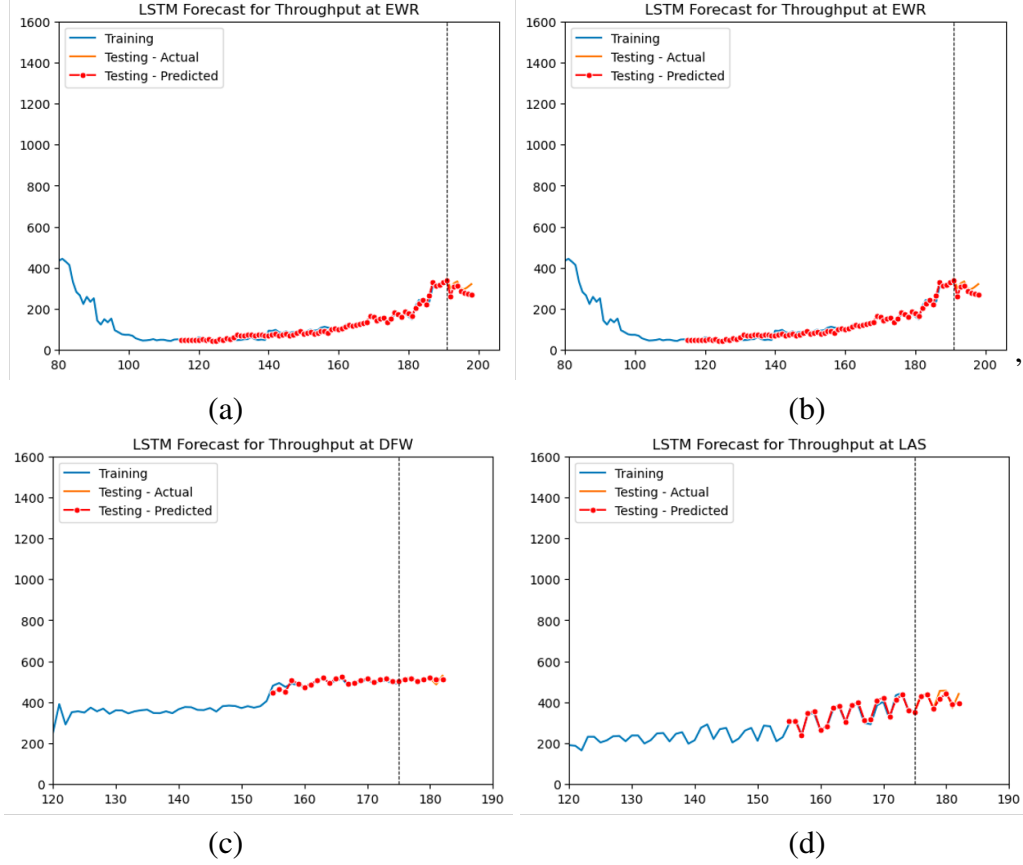 LSTM Forecast for Throughput at EWR
1600
1400
1200
1000
800
600
400
200
0
Training
Testing - Actual
Testing - Predicted
80 100 120 140 160 180 200
(a)
LSTM Forecast for Throughput at EWR
1600
1400
1200
1000
800
600
400
200
0
Training
Testing - Actual
Testing - Predicted
80 100 120 140 160 180 200
,
(b)
LSTM Forecast for Throughput at DFW
1600
1400
1200
1000
800
600
400
200
0
Training
Testing - Actual
Testing - Predicted
120 130 140 150 160 170 180 190
(c)
LSTM Forecast for Throughput at LAS
1600
1400
1200
1000
800
600
400
200
0
Training
Testing - Actual
Testing - Predicted
120 130 140 150 160 170 180 190
(d)